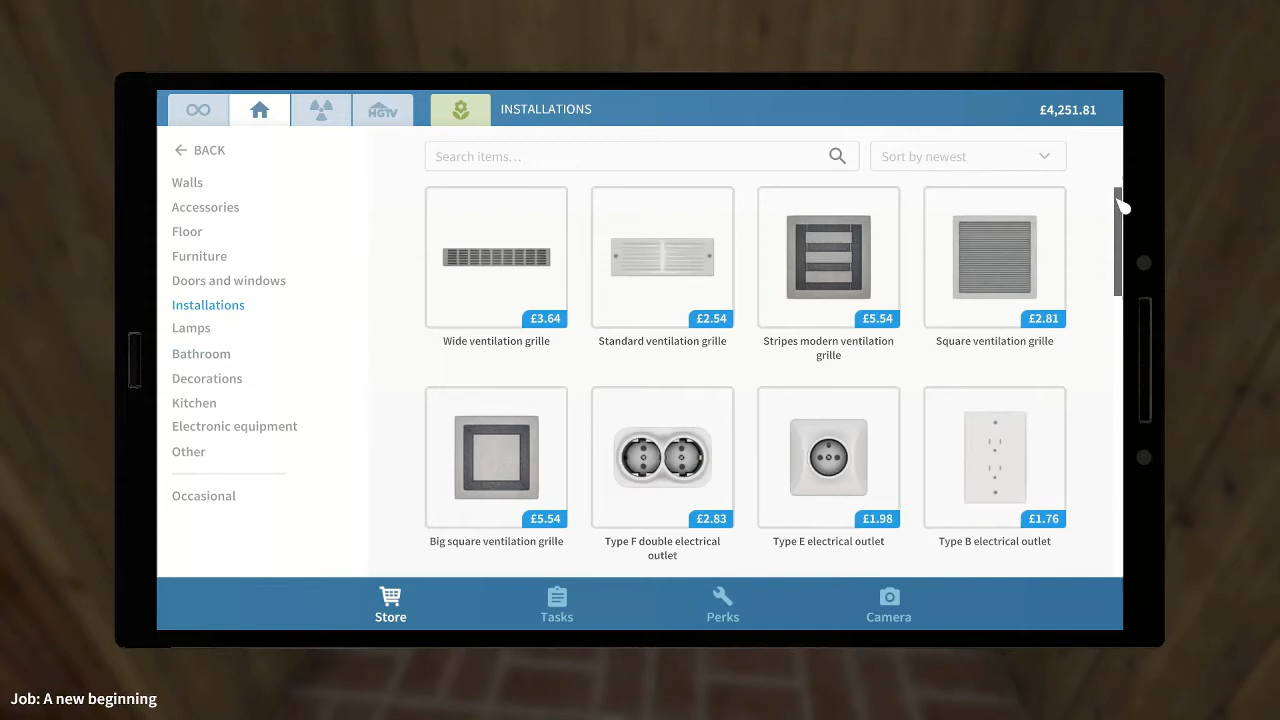 HGTV
INSTALLATIONS
£4,251.81
BACK
Walls
Accessories
Floor
Furniture
Doors and windows
Installations
Lamps
Bathroom
Decorations
Kitchen
Electronic equipment
Other
Occasional
Search items...
Sort by newest
£3.64
£2.54
£5.54
£2.81
Wide ventilation grille
Standard ventilation grille
Stripes modern ventilation
grille
Square ventilation grille
£5.54
£2.83
£1.98
£1.76
Big square ventilation grille
Type F double electrical
outlet
Type E electrical outlet
Type B electrical outlet
Store
Tasks
Perks
Camera
Job: A new beginning